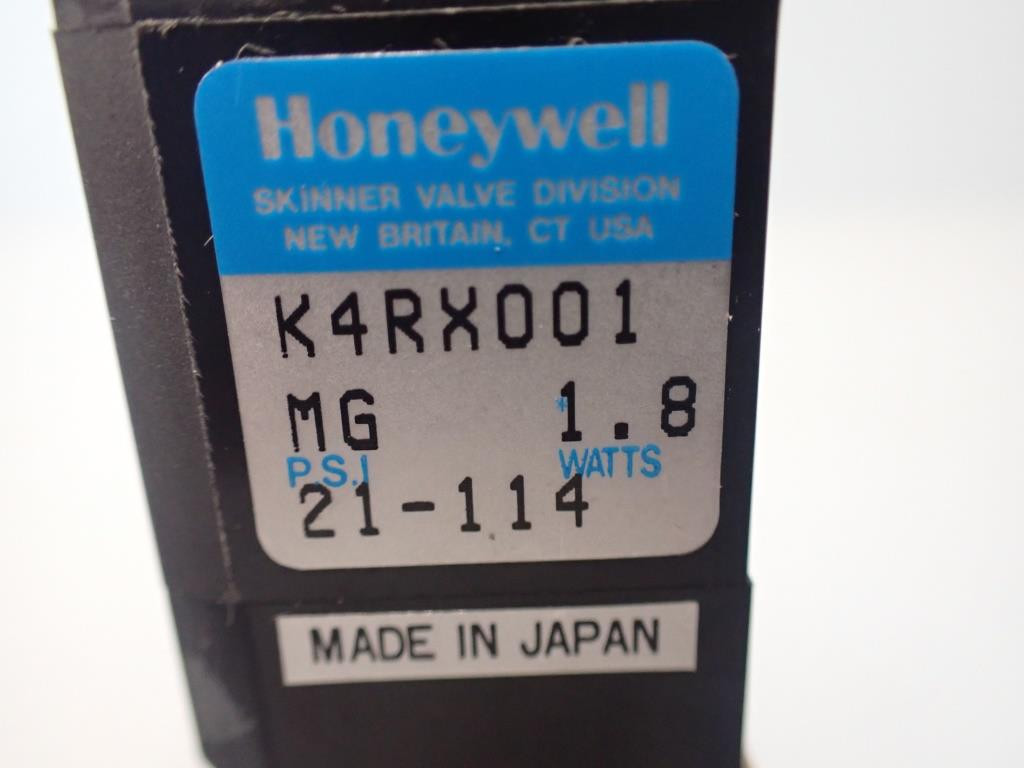 Honeywell
SKINNER VALVE DIVISION
NEW BRITAIN, CT USA
K4RX001
MG *1.8
P.S.I WATTS
21-114
MADE IN JAPAN